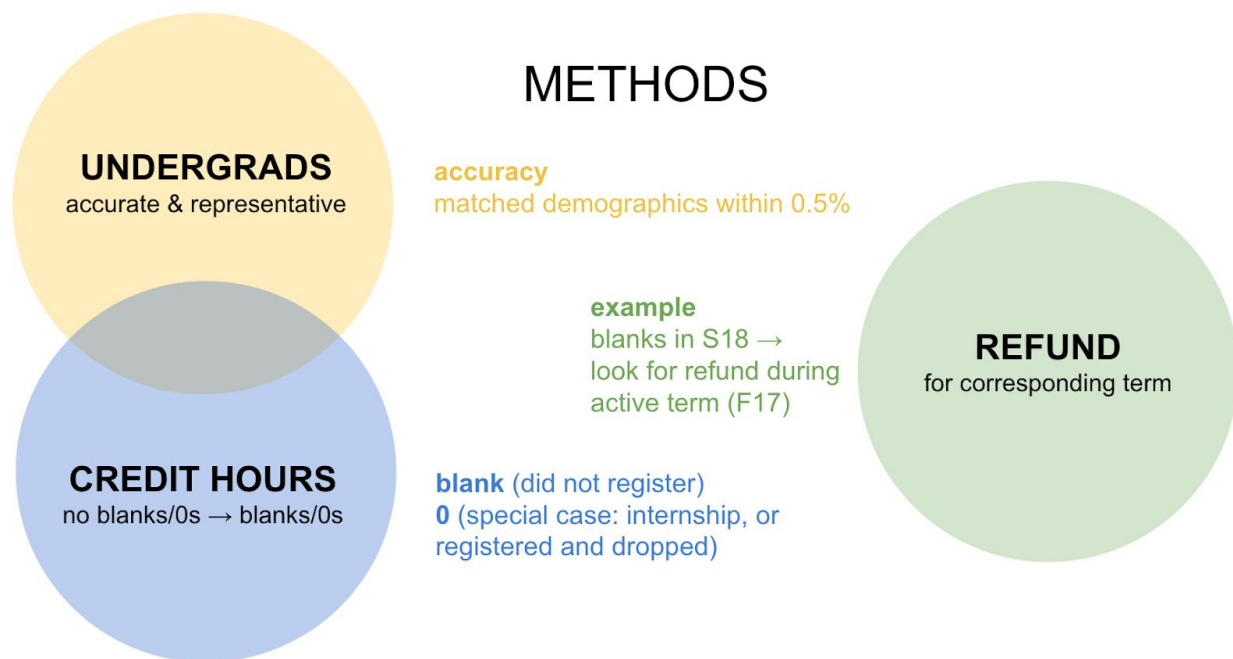 METHODS
UNDERGRADS
accurate & representative
accuracy
matched demographics within 0.5%
example
blanks in S18 →
look for refund during
active term (F17)
REFUND
for corresponding term
CREDIT HOURS
no blanks/0s → blanks/0s
blank (did not register)
0 (special case: internship, or
registered and dropped)